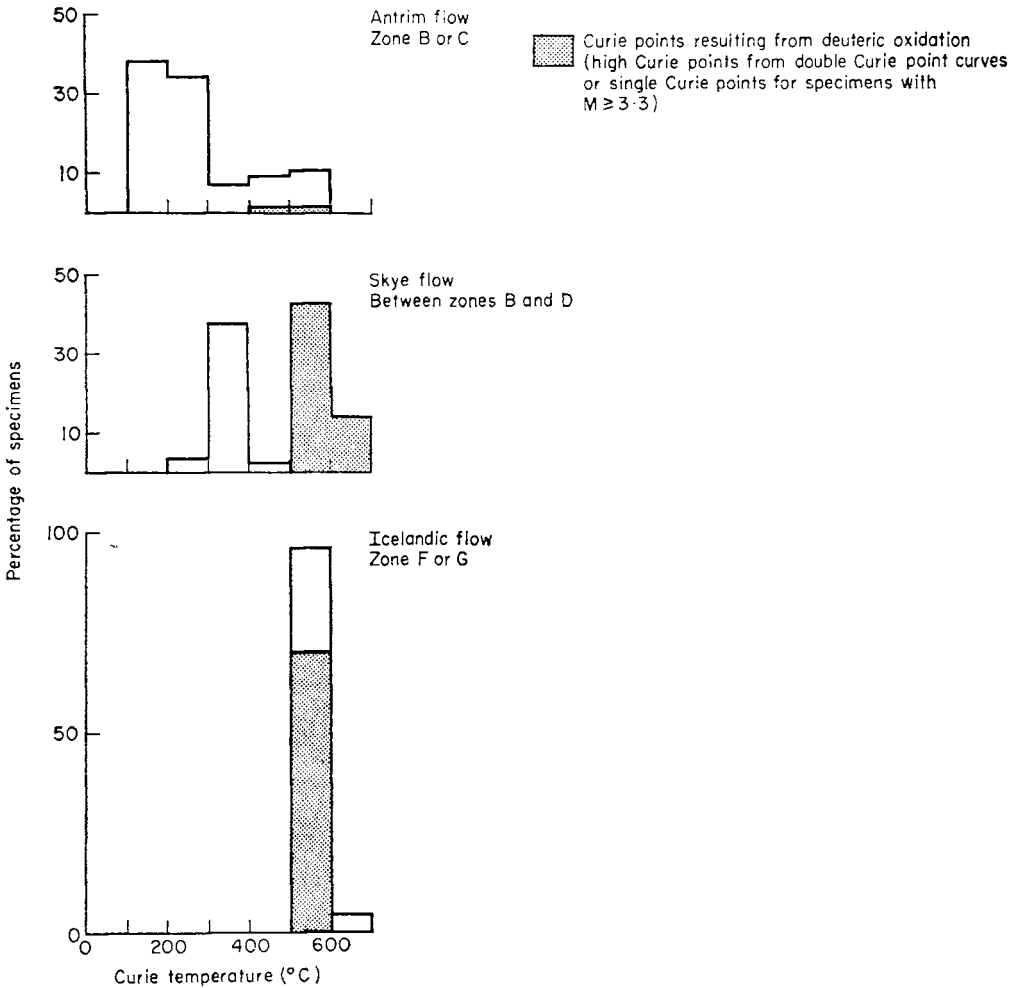 Antrim flow
Zone B or C
Curie points resulting from deuteric oxidation
(high Curie points from double Curie point curves
or single Curie points for specimens with
M ≥ 3·3)
50
30
10
Skye flow
Between zones B and D
50
30
10
Percentage of specimens
Icelandic flow
Zone F or G
100
50
0
0 200 400 600
Curie temperature (°C)